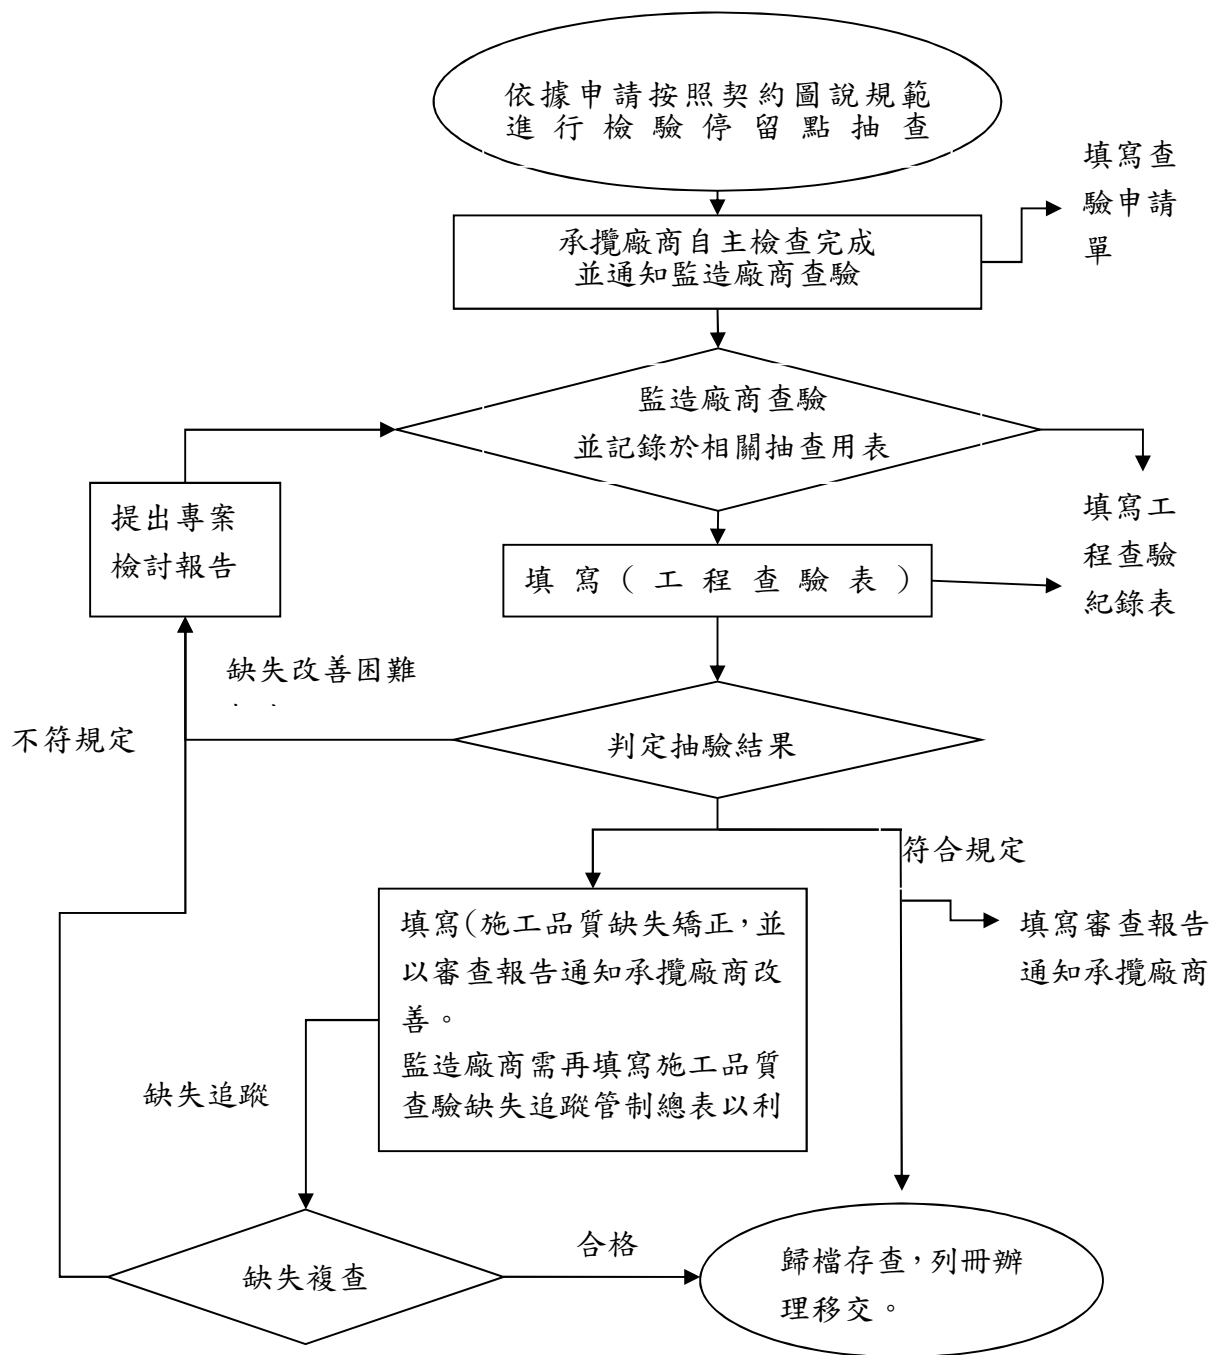 依據申請按照契約圖說規範
進行檢驗停留點抽查
填寫查
驗申請
單
承攬廠商自主檢查完成
並通知監造廠商查驗
監造廠商查驗
並記錄於相關抽查用表
提出專案
檢討報告
填寫工
程查驗
紀錄表
填寫(工程查驗表)
缺失改善困難
不符規定
判定抽驗結果
符合規定
填寫(施工品質缺失矯正,並
以審查報告通知承攬廠商改
善。
監造廠商需再填寫施工品質
查驗缺失追蹤管制總表以利
填寫審查報告
通知承攬廠商
缺失追蹤
合格
缺失複查
歸檔存查,列冊辦
理移交。